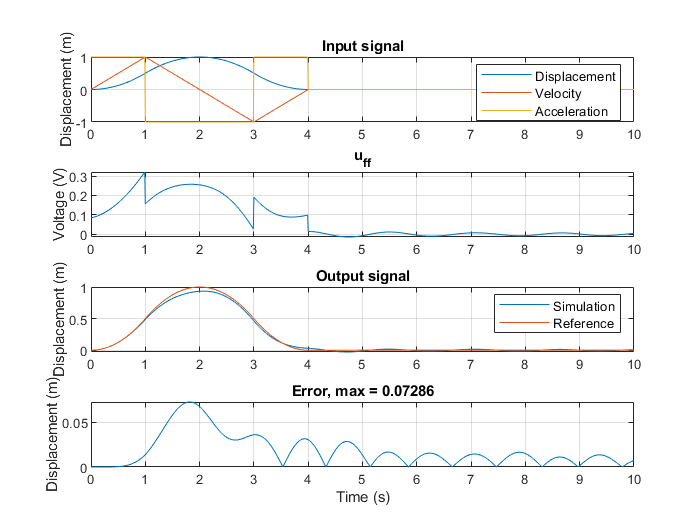 Input signal
Displacement (m)
1
0
-1
0 1 2 3 4 5 6 7 8 9 10
Displacement
Velocity
Acceleration
u_ff
Voltage (V)
0.3
0.2
0.1
0
0 1 2 3 4 5 6 7 8 9 10
Output signal
Displacement (m)
1
0.5
0
0 1 2 3 4 5 6 7 8 9 10
Simulation
Reference
Error, max = 0.07286
Displacement (m)
0.05
0
0 1 2 3 4 5 6 7 8 9 10
Time (s)